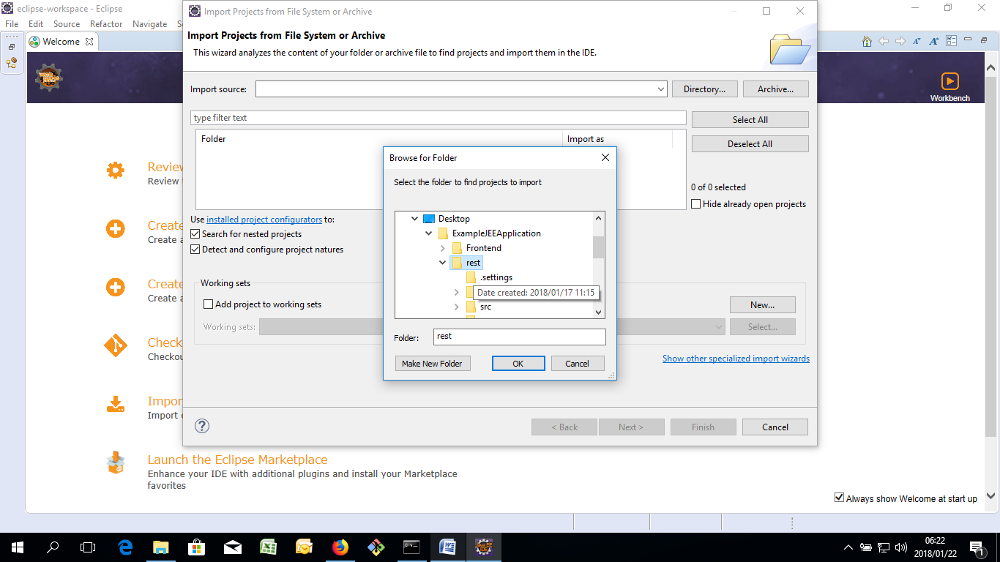 eclipse-workspace - Eclipse
File Edit Source Refactor Navigate
Welcome
Workbench
Review
Review
Create
Create a
Create
Create a
Check
Checkou
Impor
Import e
Launch the Eclipse Marketplace
Enhance your IDE with additional plugins and install your Marketplace
favorites
Always show Welcome at start up
Import Projects from File System or Archive
Import Projects from File System or Archive
This wizard analyzes the content of your folder or archive file to find projects and import them in the IDE.
Import source: Directory... Archive...
type filter text
Select All
Folder Import as
Deselect All
0 of 0 selected
Hide already open projects
Use installed project configurators to:
Search for nested projects
Detect and configure project natures
Working sets
Add project to working sets New...
Working sets: Select...
Show other specialized import wizards
? < Back Next > Finish Cancel
Browse for Folder
Select the folder to find projects to import
Desktop
ExampleJEEApplication
Frontend
rest
.settings
Date created: 2018/01/17 11:15
src
Folder: rest
Make New Folder OK Cancel
06:22
2018/01/22
1